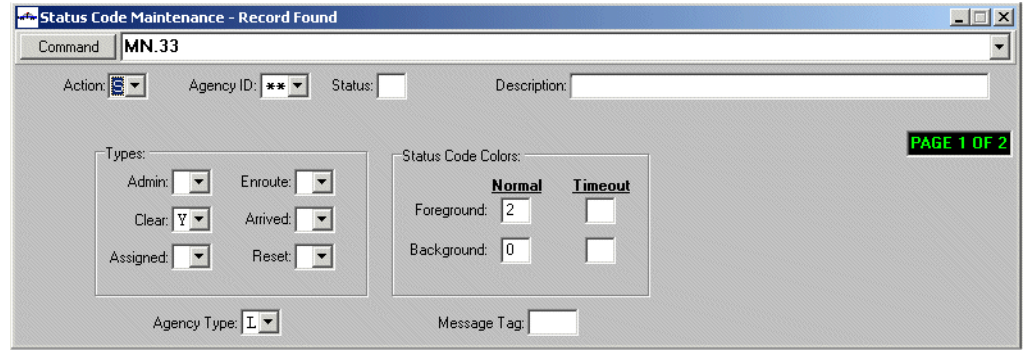 Status Code Maintenance - Record Found
Command MN.33
Action: S Agency ID: ** Status: Description:
PAGE 1 OF 2
Types: Status Code Colors:
Admin: Enroute: Normal Timeout
Clear: Y Arrived: Foreground: 2
Assigned: Reset: Background: 0
Agency Type: L Message Tag: